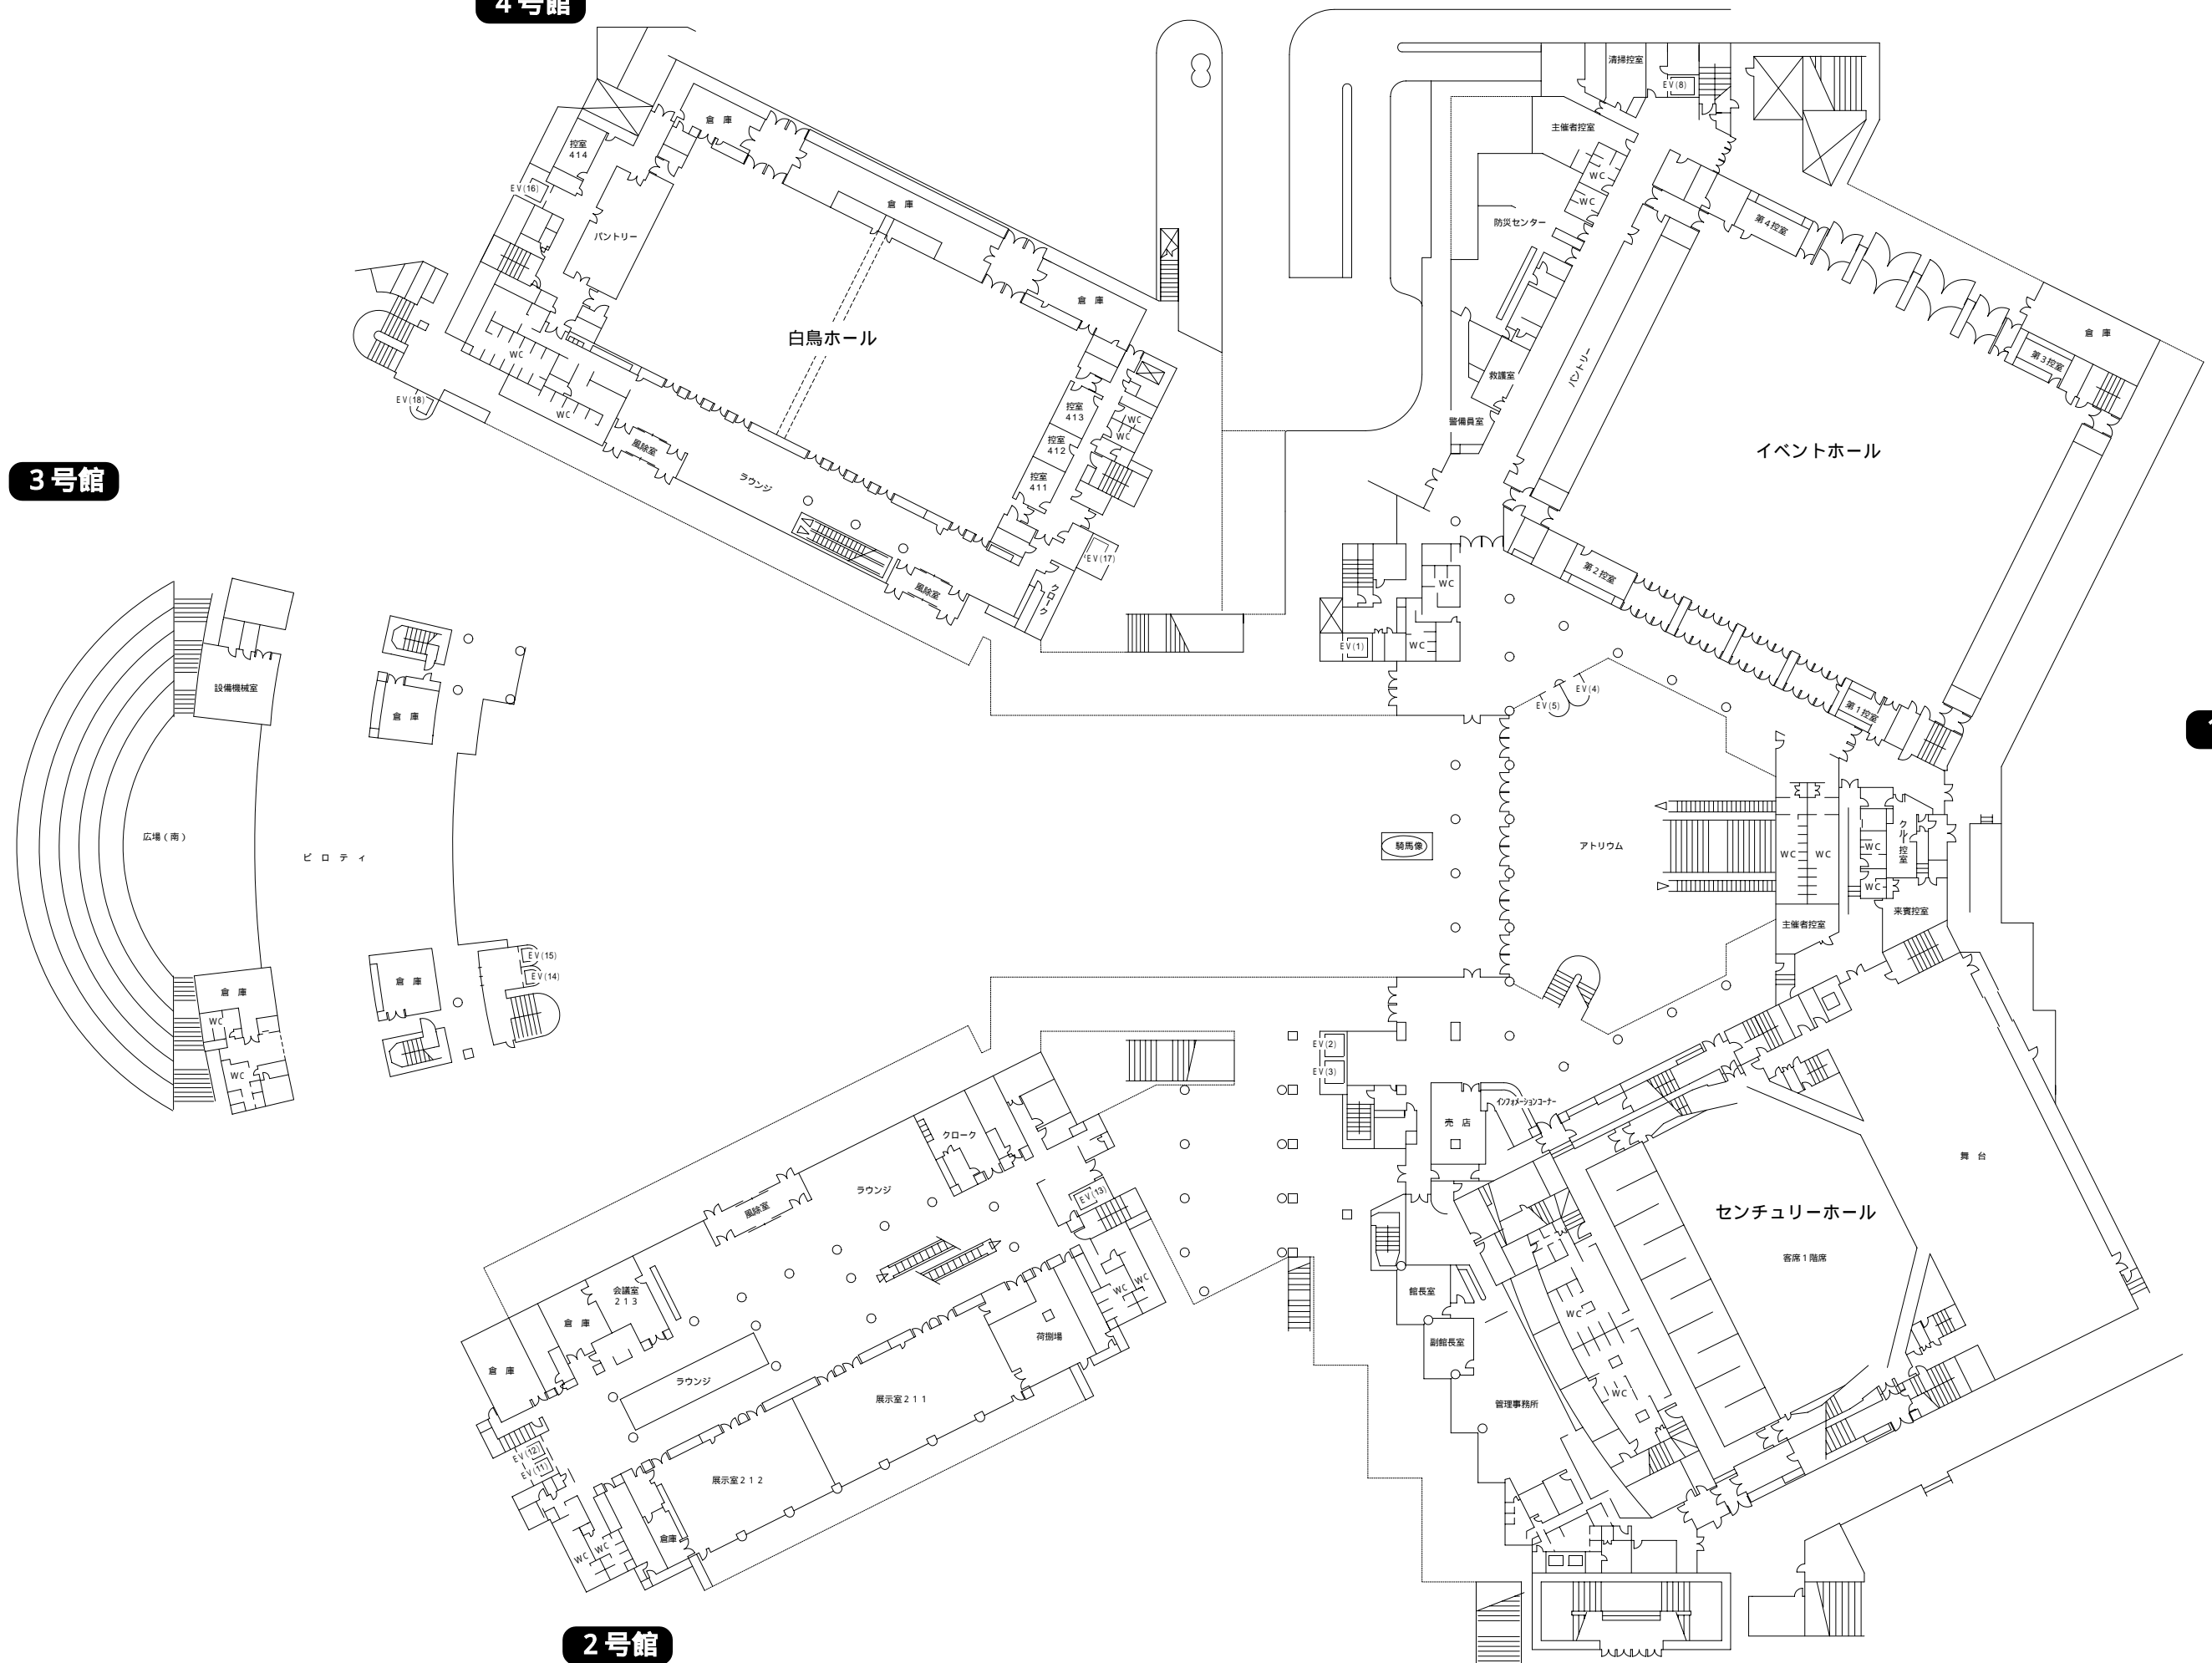 ４号館
清掃控室
EV(8)
倉　庫
主催者控室
控室
414
WC
EV(16)
WC
倉　庫
第４控室
防災センター
パントリー
倉　庫
倉　庫
白鳥ホール
WC
第３控室
パントリー
救護室
EV(18)
控室
413
WC
WC
警備員室
WC
控室
412
風除室
イベントホール
３号館
控室
411
ラウンジ
EV(17)
第２控室
WC
風除室
クローク
EV(1)
WC
設備機械室
EV(4)
EV(5)
倉　庫
第１控室
広場(南)
ピ ロ テ ィ
騎馬像
アトリウム
WC
WC
WC
クルー控室
WC
来賓控室
主催者控室
EV(15)
EV(14)
倉　庫
倉　庫
WC
WC
EV(2)
EV(3)
インフォメーションコーナー
売　店
クローク
舞　台
ラウンジ
EV(13)
風除室
センチュリーホール
客席１階席
WC
WC
会議室
２１３
館長室
倉　庫
WC
荷捌場
副館長室
倉　庫
ラウンジ
WC
展示室２１１
管理事務所
EV(12)
EV(11)
展示室２１２
倉庫
WC
WC
２号館